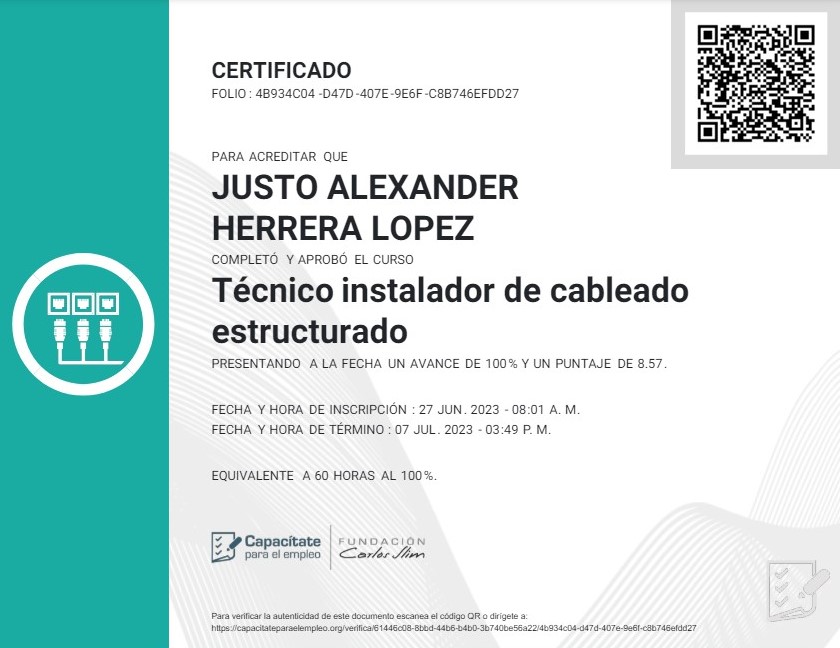 CERTIFICADO
FOLIO : 4B934C04 -D47D -407E -9E6F -C8B746EFDD27
PARA ACREDITAR QUE
JUSTO ALEXANDER
HERRERA LOPEZ
COMPLETÓ Y APROBÓ EL CURSO
Técnico instalador de cableado
estructurado
PRESENTANDO A LA FECHA UN AVANCE DE 100% Y UN PUNTAJE DE 8.57.
FECHA Y HORA DE INSCRIPCIÓN : 27 JUN. 2023 - 08:01 A. M.
FECHA Y HORA DE TÉRMINO : 07 JUL. 2023 - 03:49 P. M.
EQUIVALENTE A 60 HORAS AL 100%.
Capacítate
para el empleo
FUNDACIÓN
Carlos Slim
Para verificar la autenticidad de este documento escanea el código QR o dirígete a:
https://capacitateparaelempleo.org/verifica/61446c08-8bbd-44b6-b4b0-3b740be56a22/4b934c04-d47d-407e-9e6f-c8b746efdd27